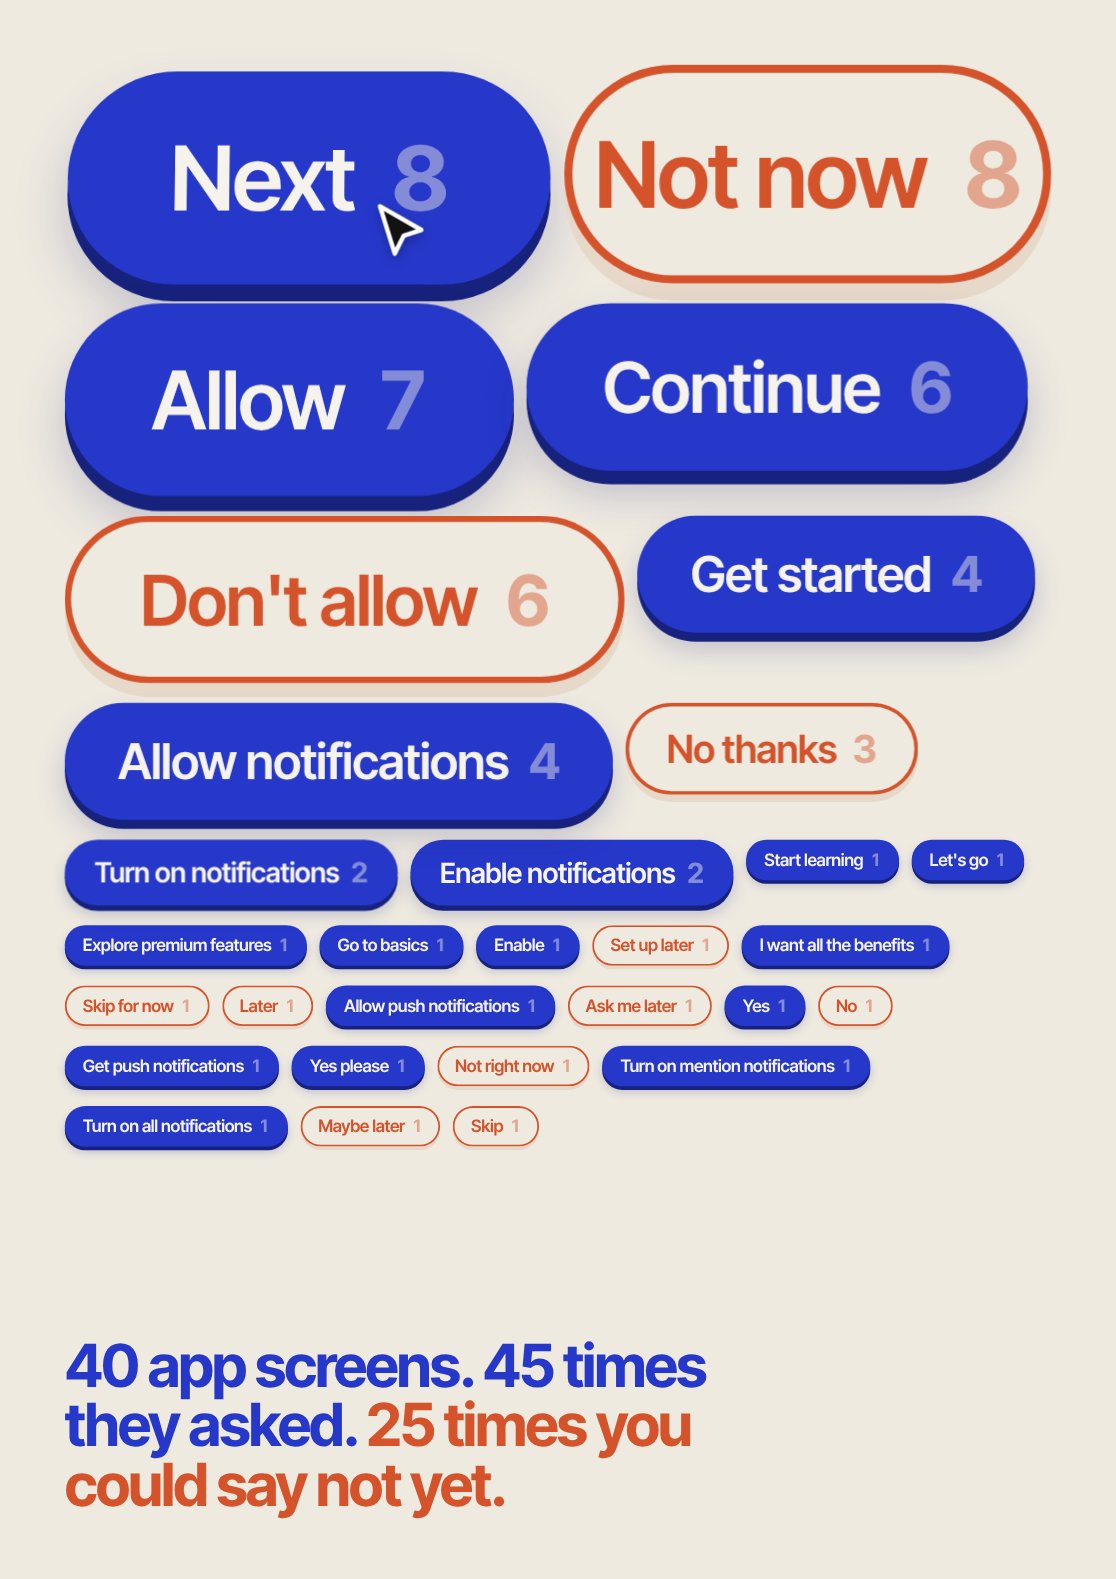 Next 8
Not now 8
Allow 7
Continue 6
Don't allow 6
Get started 4
Allow notifications 4
No thanks 3
Turn on notifications 2
Enable notifications 2
Start learning 1
Let's go 1
Explore premium features 1
Go to basics 1
Enable 1
Set up later 1
I want all the benefits 1
Skip for now 1
Later 1
Allow push notifications 1
Ask me later 1
Yes 1
No 1
Get push notifications 1
Yes please 1
Not right now 1
Turn on mention notifications 1
Turn on all notifications 1
Maybe later 1
Skip 1
40 app screens. 45 times
they asked. 25 times you
could say not yet.